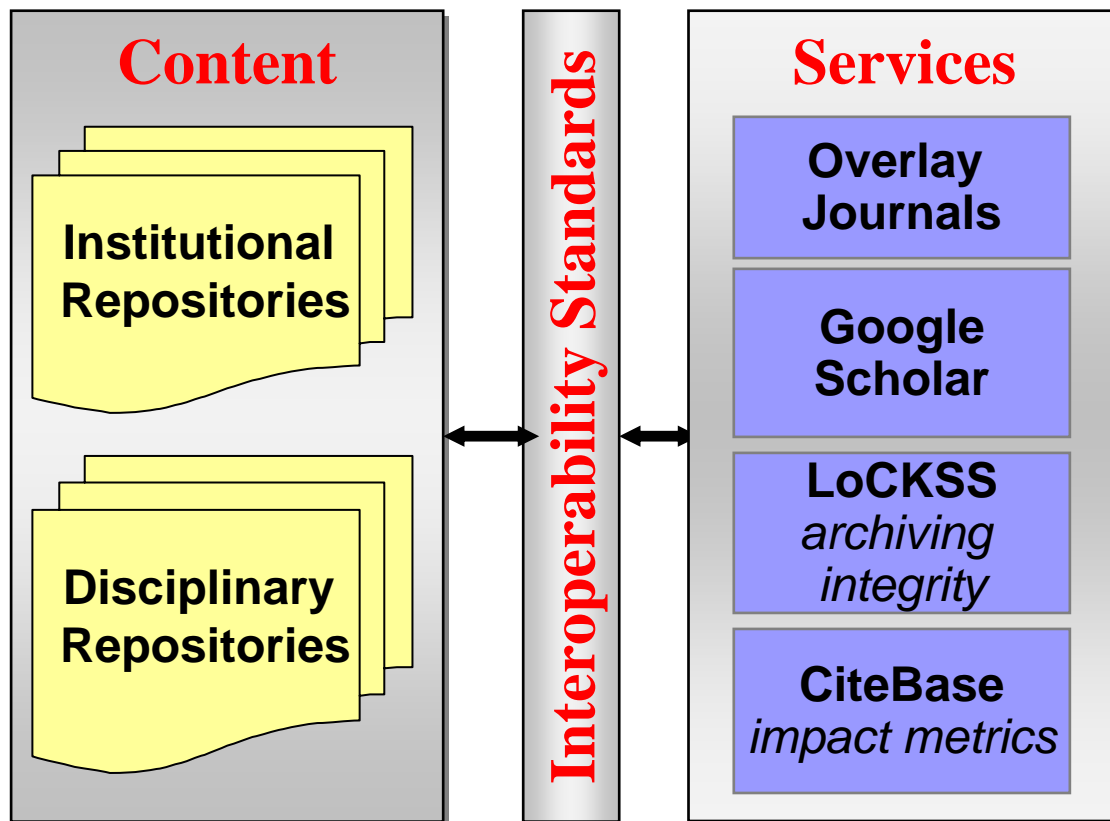 Content
Institutional
Repositories
Disciplinary
Repositories
Interoperability Standards
Services
Overlay
Journals
Google
Scholar
LoCKSS
archiving
integrity
CiteBase
impact metrics